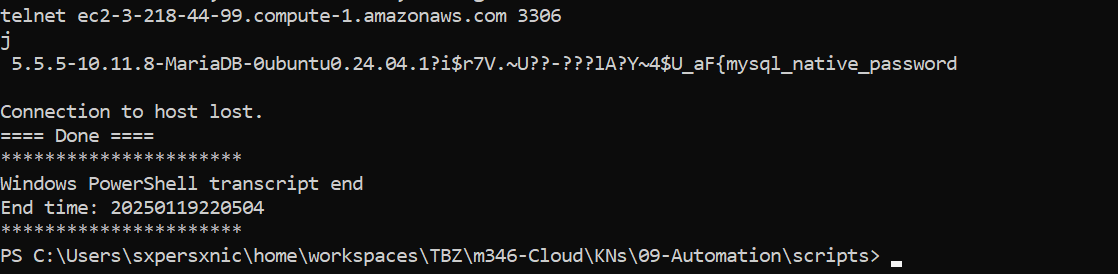 telnet ec2-3-218-44-99.compute-1.amazonaws.com 3306
j
5.5.5-10.11.8-MariaDB-0ubuntu0.24.04.1?i$r7V.~U??-???lA?Y~4$U_aF{mysql_native_password
Connection to host lost.
==== Done ====
**********************
Windows PowerShell transcript end
End time: 20250119220504
**********************
PS C:\Users\sxpersxnic\home\workspaces\TBZ\m346-Cloud\KNs\09-Automation\scripts>